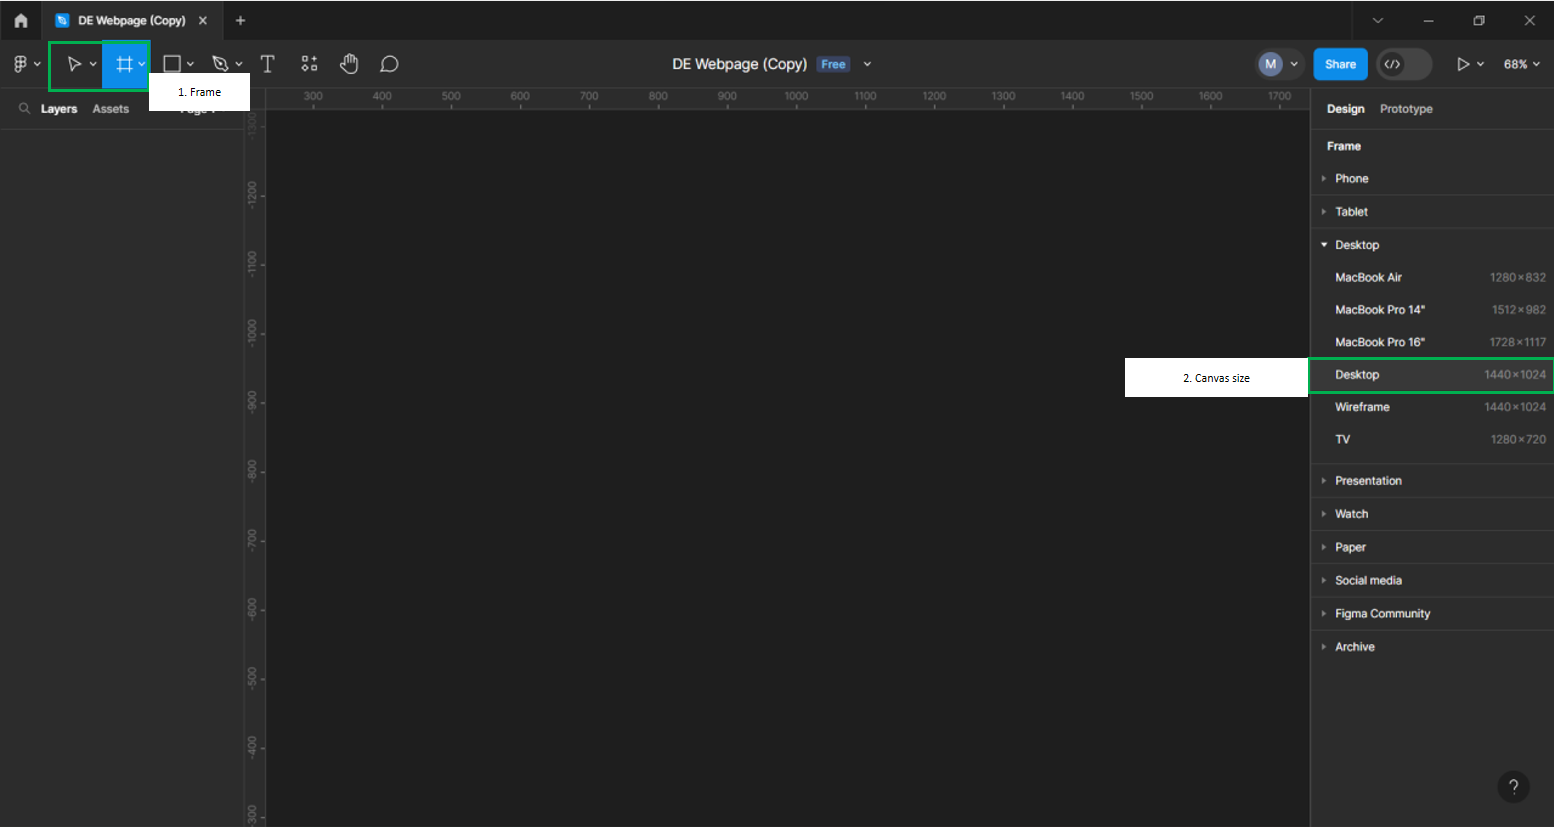 DE Webpage (Copy)
DE Webpage (Copy) Free
M
Share
68%
1. Frame
Layers Assets
300 400 500 600 700 800 900 1000 1100 1200 1300 1400 1500 1600 1700
-1300
-1200
-1100
-1000
-900
-800
-700
-600
-500
-400
-300
2. Canvas size
Design Prototype
Frame
Phone
Tablet
Desktop
MacBook Air 1280×832
MacBook Pro 14" 1512×982
MacBook Pro 16" 1728×1117
Desktop 1440×1024
Wireframe 1440×1024
TV 1280×720
Presentation
Watch
Paper
Social media
Figma Community
Archive
?